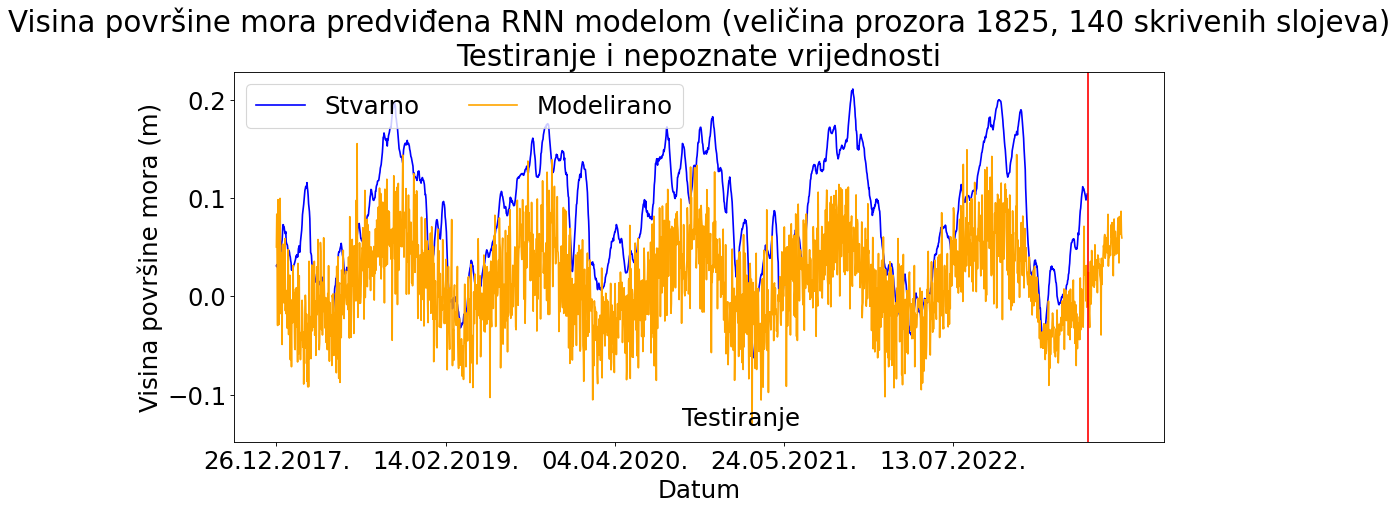 Visina površine mora predviđena RNN modelom (veličina prozora 1825, 140 skrivenih slojeva)
Testiranje i nepoznate vrijednosti
Stvarno
Modelirano
Visina površine mora (m)
0.2
0.1
0.0
−0.1
Testiranje
26.12.2017.
14.02.2019.
04.04.2020.
24.05.2021.
13.07.2022.
Datum